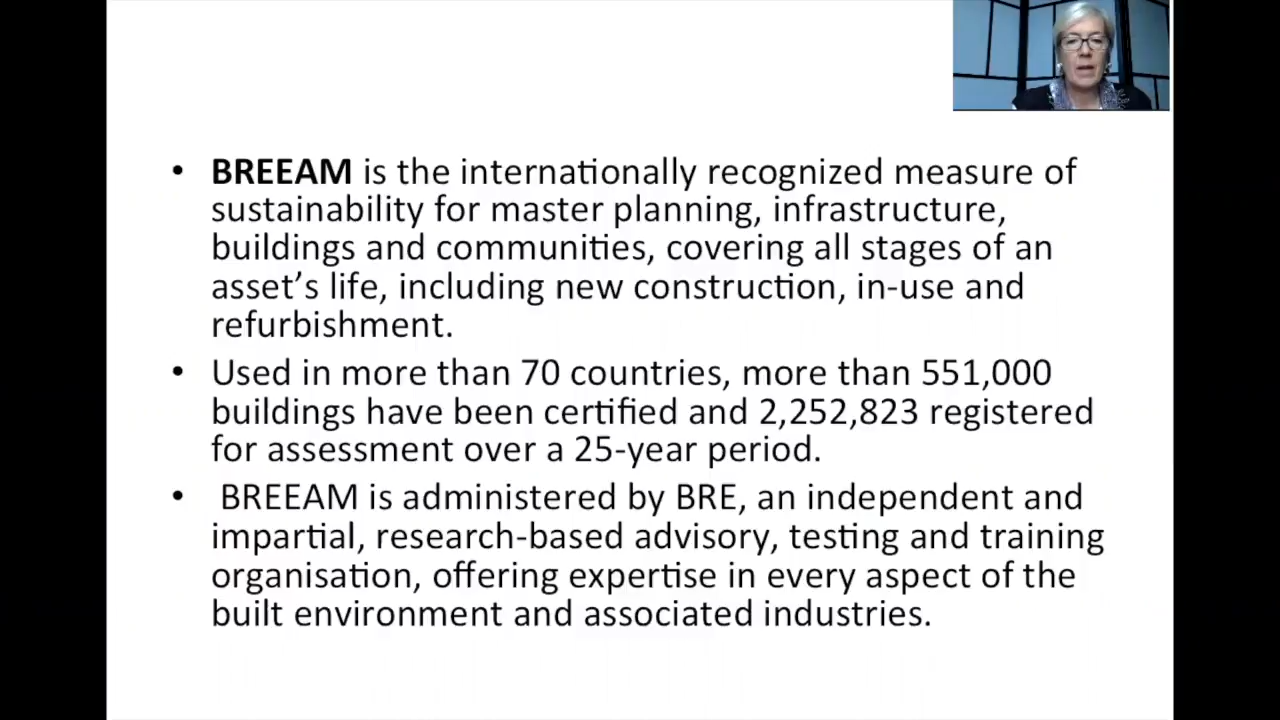 • BREEAM is the internationally recognized measure of
sustainability for master planning, infrastructure,
buildings and communities, covering all stages of an
asset’s life, including new construction, in-use and
refurbishment.
• Used in more than 70 countries, more than 551,000
buildings have been certified and 2,252,823 registered
for assessment over a 25-year period.
• BREEAM is administered by BRE, an independent and
impartial, research-based advisory, testing and training
organisation, offering expertise in every aspect of the
built environment and associated industries.